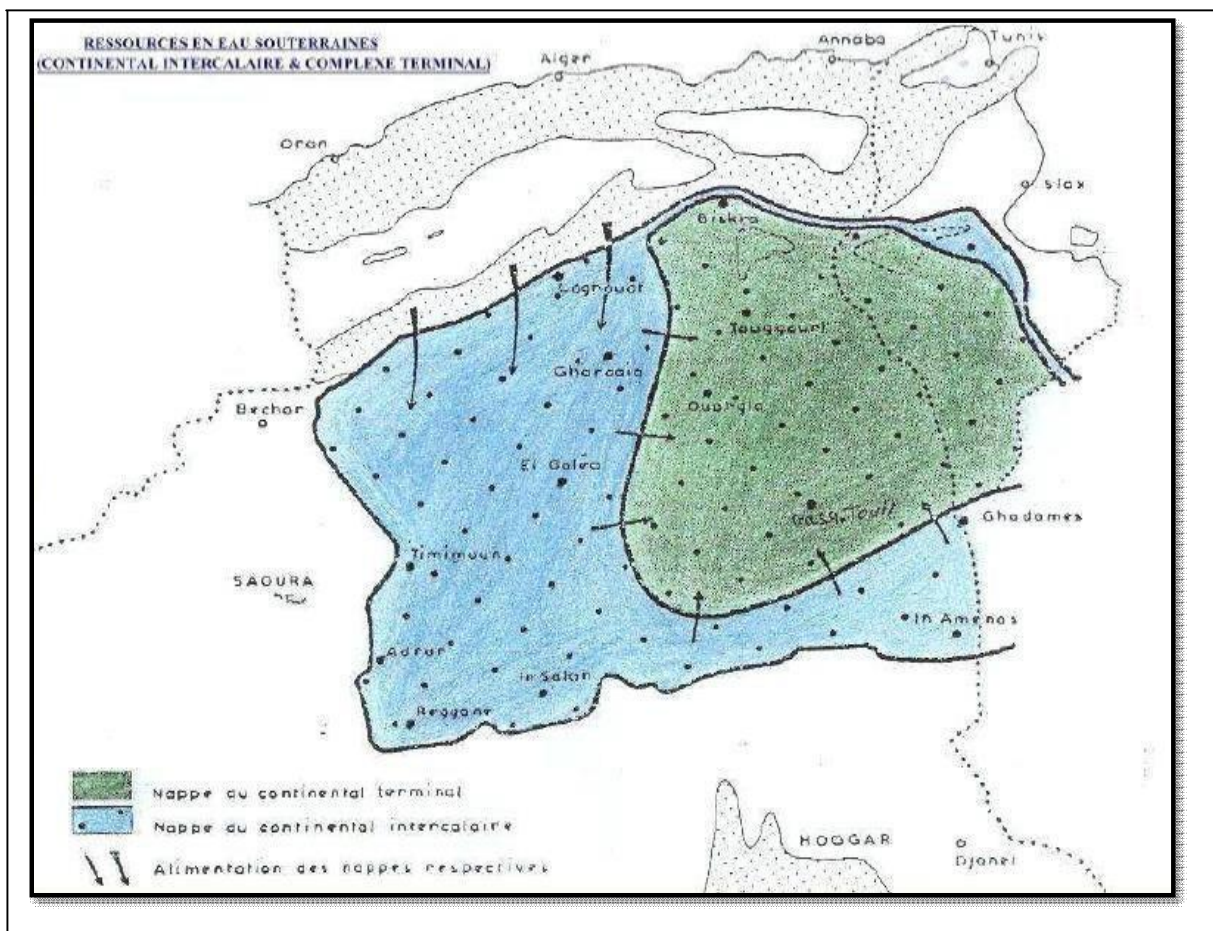 RESSOURCES EN EAU SOUTERRAINES
(CONTINENTAL INTERCALAIRE & COMPLEXE TERMINAL)
Annaba
Tunis
Alger
Oran
Sfax
Biskra
Laghouat
Touggourt
Ghardaia
Ouargla
Bechar
El Golea
Gassi Touil
Ghadames
Timimoun
SAOURA
In Amenas
Adrar
In Salah
Reggane
Nappe du continental terminal
Nappe du continental intercalaire
HOGGAR
Djanet
Alimentation des nappes respectives